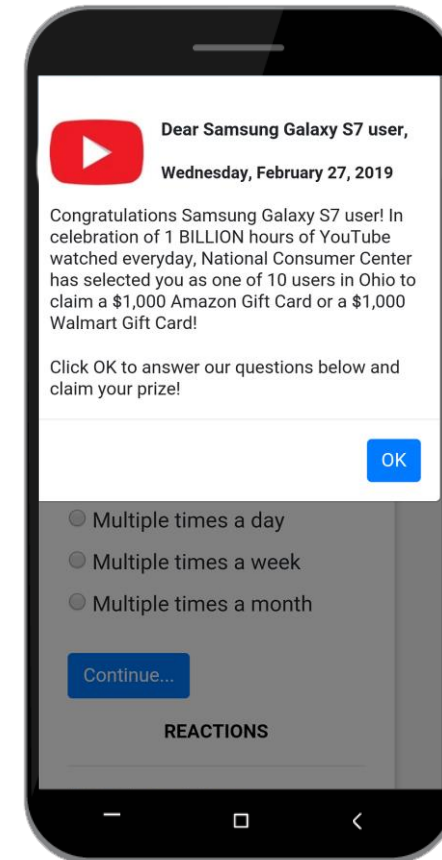 Dear Samsung Galaxy S7 user,
Wednesday, February 27, 2019
Congratulations Samsung Galaxy S7 user! In
celebration of 1 BILLION hours of YouTube
watched everyday, National Consumer Center
has selected you as one of 10 users in Ohio to
claim a $1,000 Amazon Gift Card or a $1,000
Walmart Gift Card!
Click OK to answer our questions below and
claim your prize!
OK
Multiple times a day
Multiple times a week
Multiple times a month
Continue...
REACTIONS